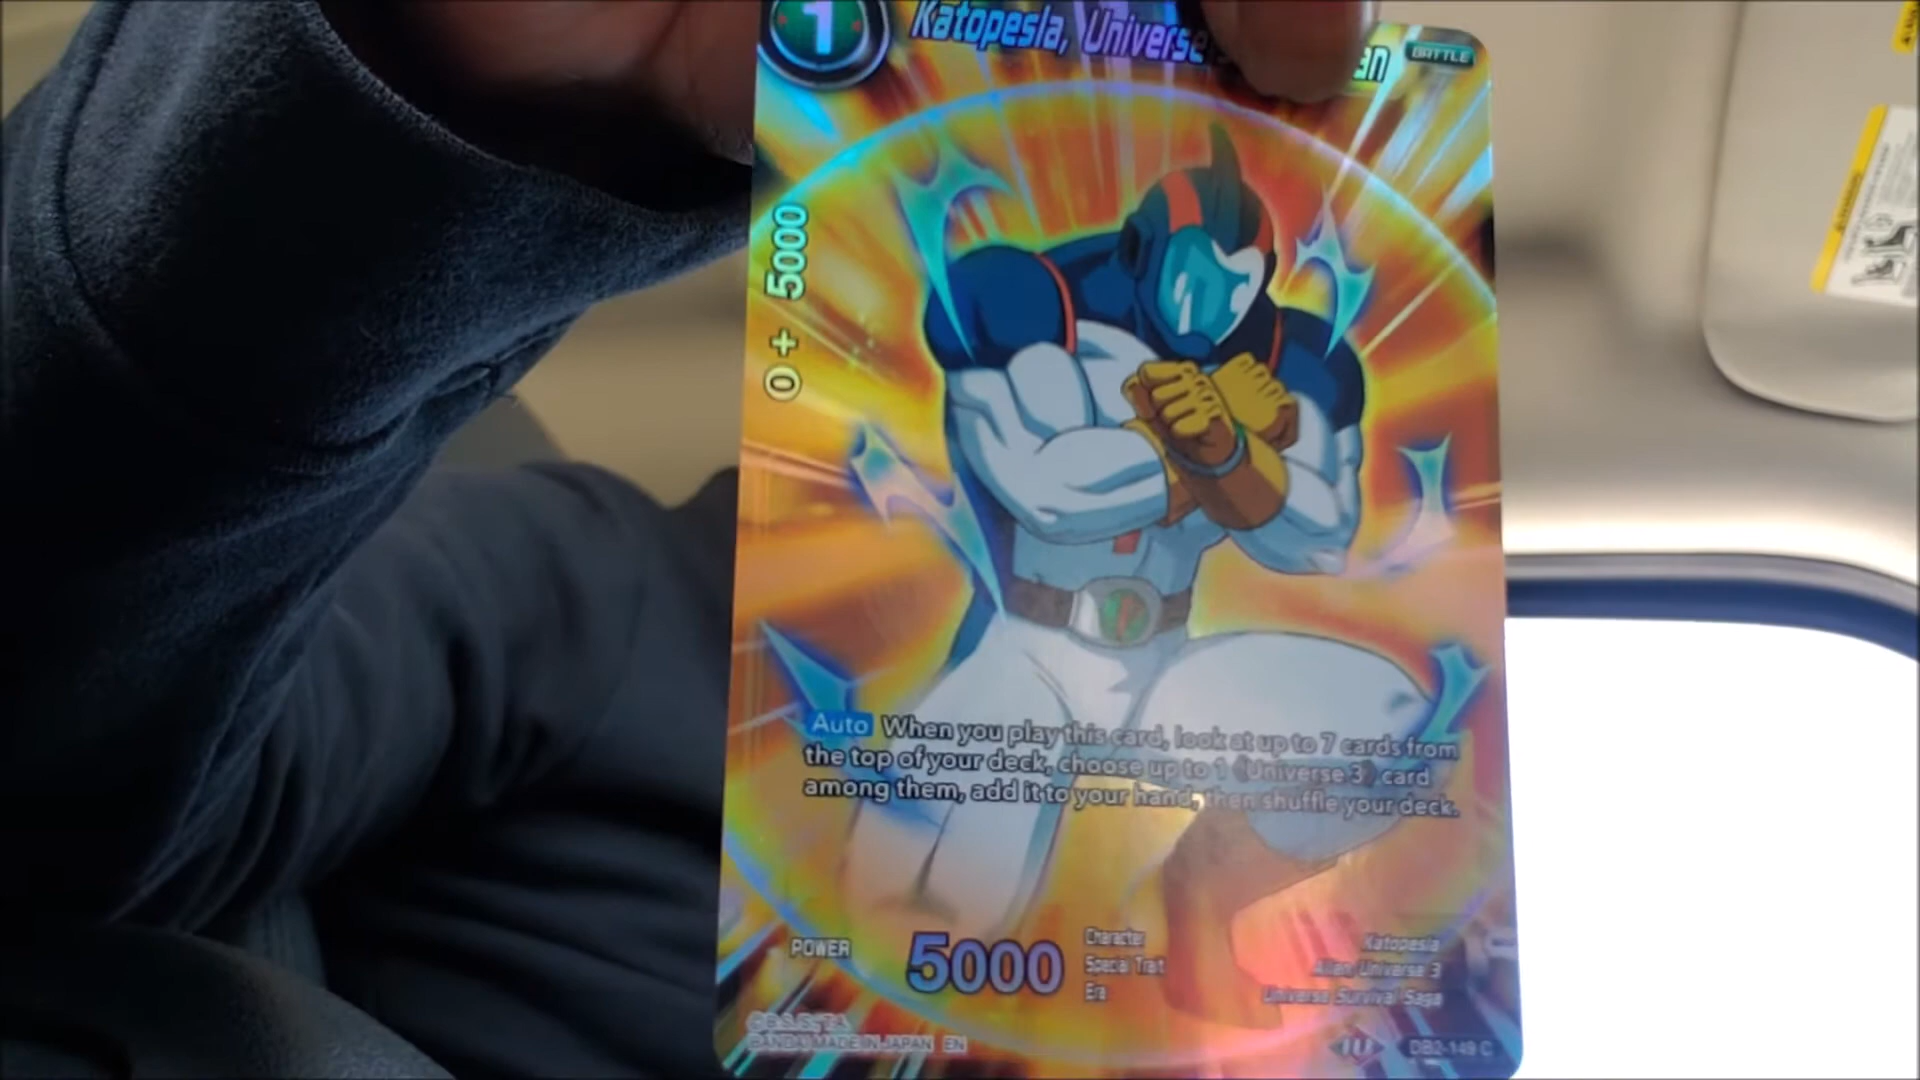 1
Katopesla, Universe an
BATTLE
0 + 5000
Auto When you play this card, look at up to 7 cards from
the top of your deck, choose up to 1 《Universe 3》 card
among them, add it to your hand, then shuffle your deck.
POWER
5000
Character
Katopesla
Special Trait
Alien, Universe 3
Era
Universe Survival Saga
BANDAI MADE IN JAPAN EN
DB2-149 C